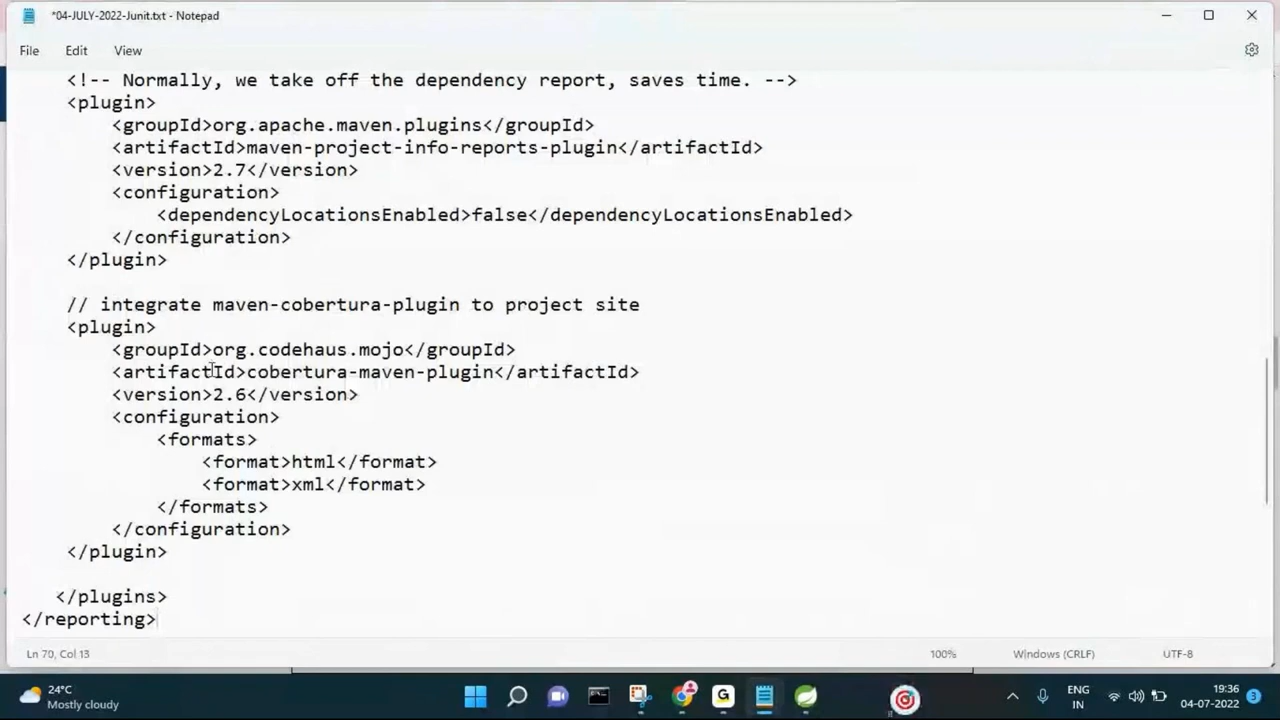 *04-JULY-2022-Junit.txt - Notepad
File Edit View
<!-- Normally, we take off the dependency report, saves time. -->
<plugin>
<groupId>org.apache.maven.plugins</groupId>
<artifactId>maven-project-info-reports-plugin</artifactId>
<version>2.7</version>
<configuration>
<dependencyLocationsEnabled>false</dependencyLocationsEnabled>
</configuration>
</plugin>
// integrate maven-cobertura-plugin to project site
<plugin>
<groupId>org.codehaus.mojo</groupId>
<artifactId>cobertura-maven-plugin</artifactId>
<version>2.6</version>
<configuration>
<formats>
<format>html</format>
<format>xml</format>
</formats>
</configuration>
</plugin>
</plugins>
</reporting>
Ln 70, Col 13 100% Windows (CRLF) UTF-8
24°C
Mostly cloudy
ENG
IN
19:36
04-07-2022
3